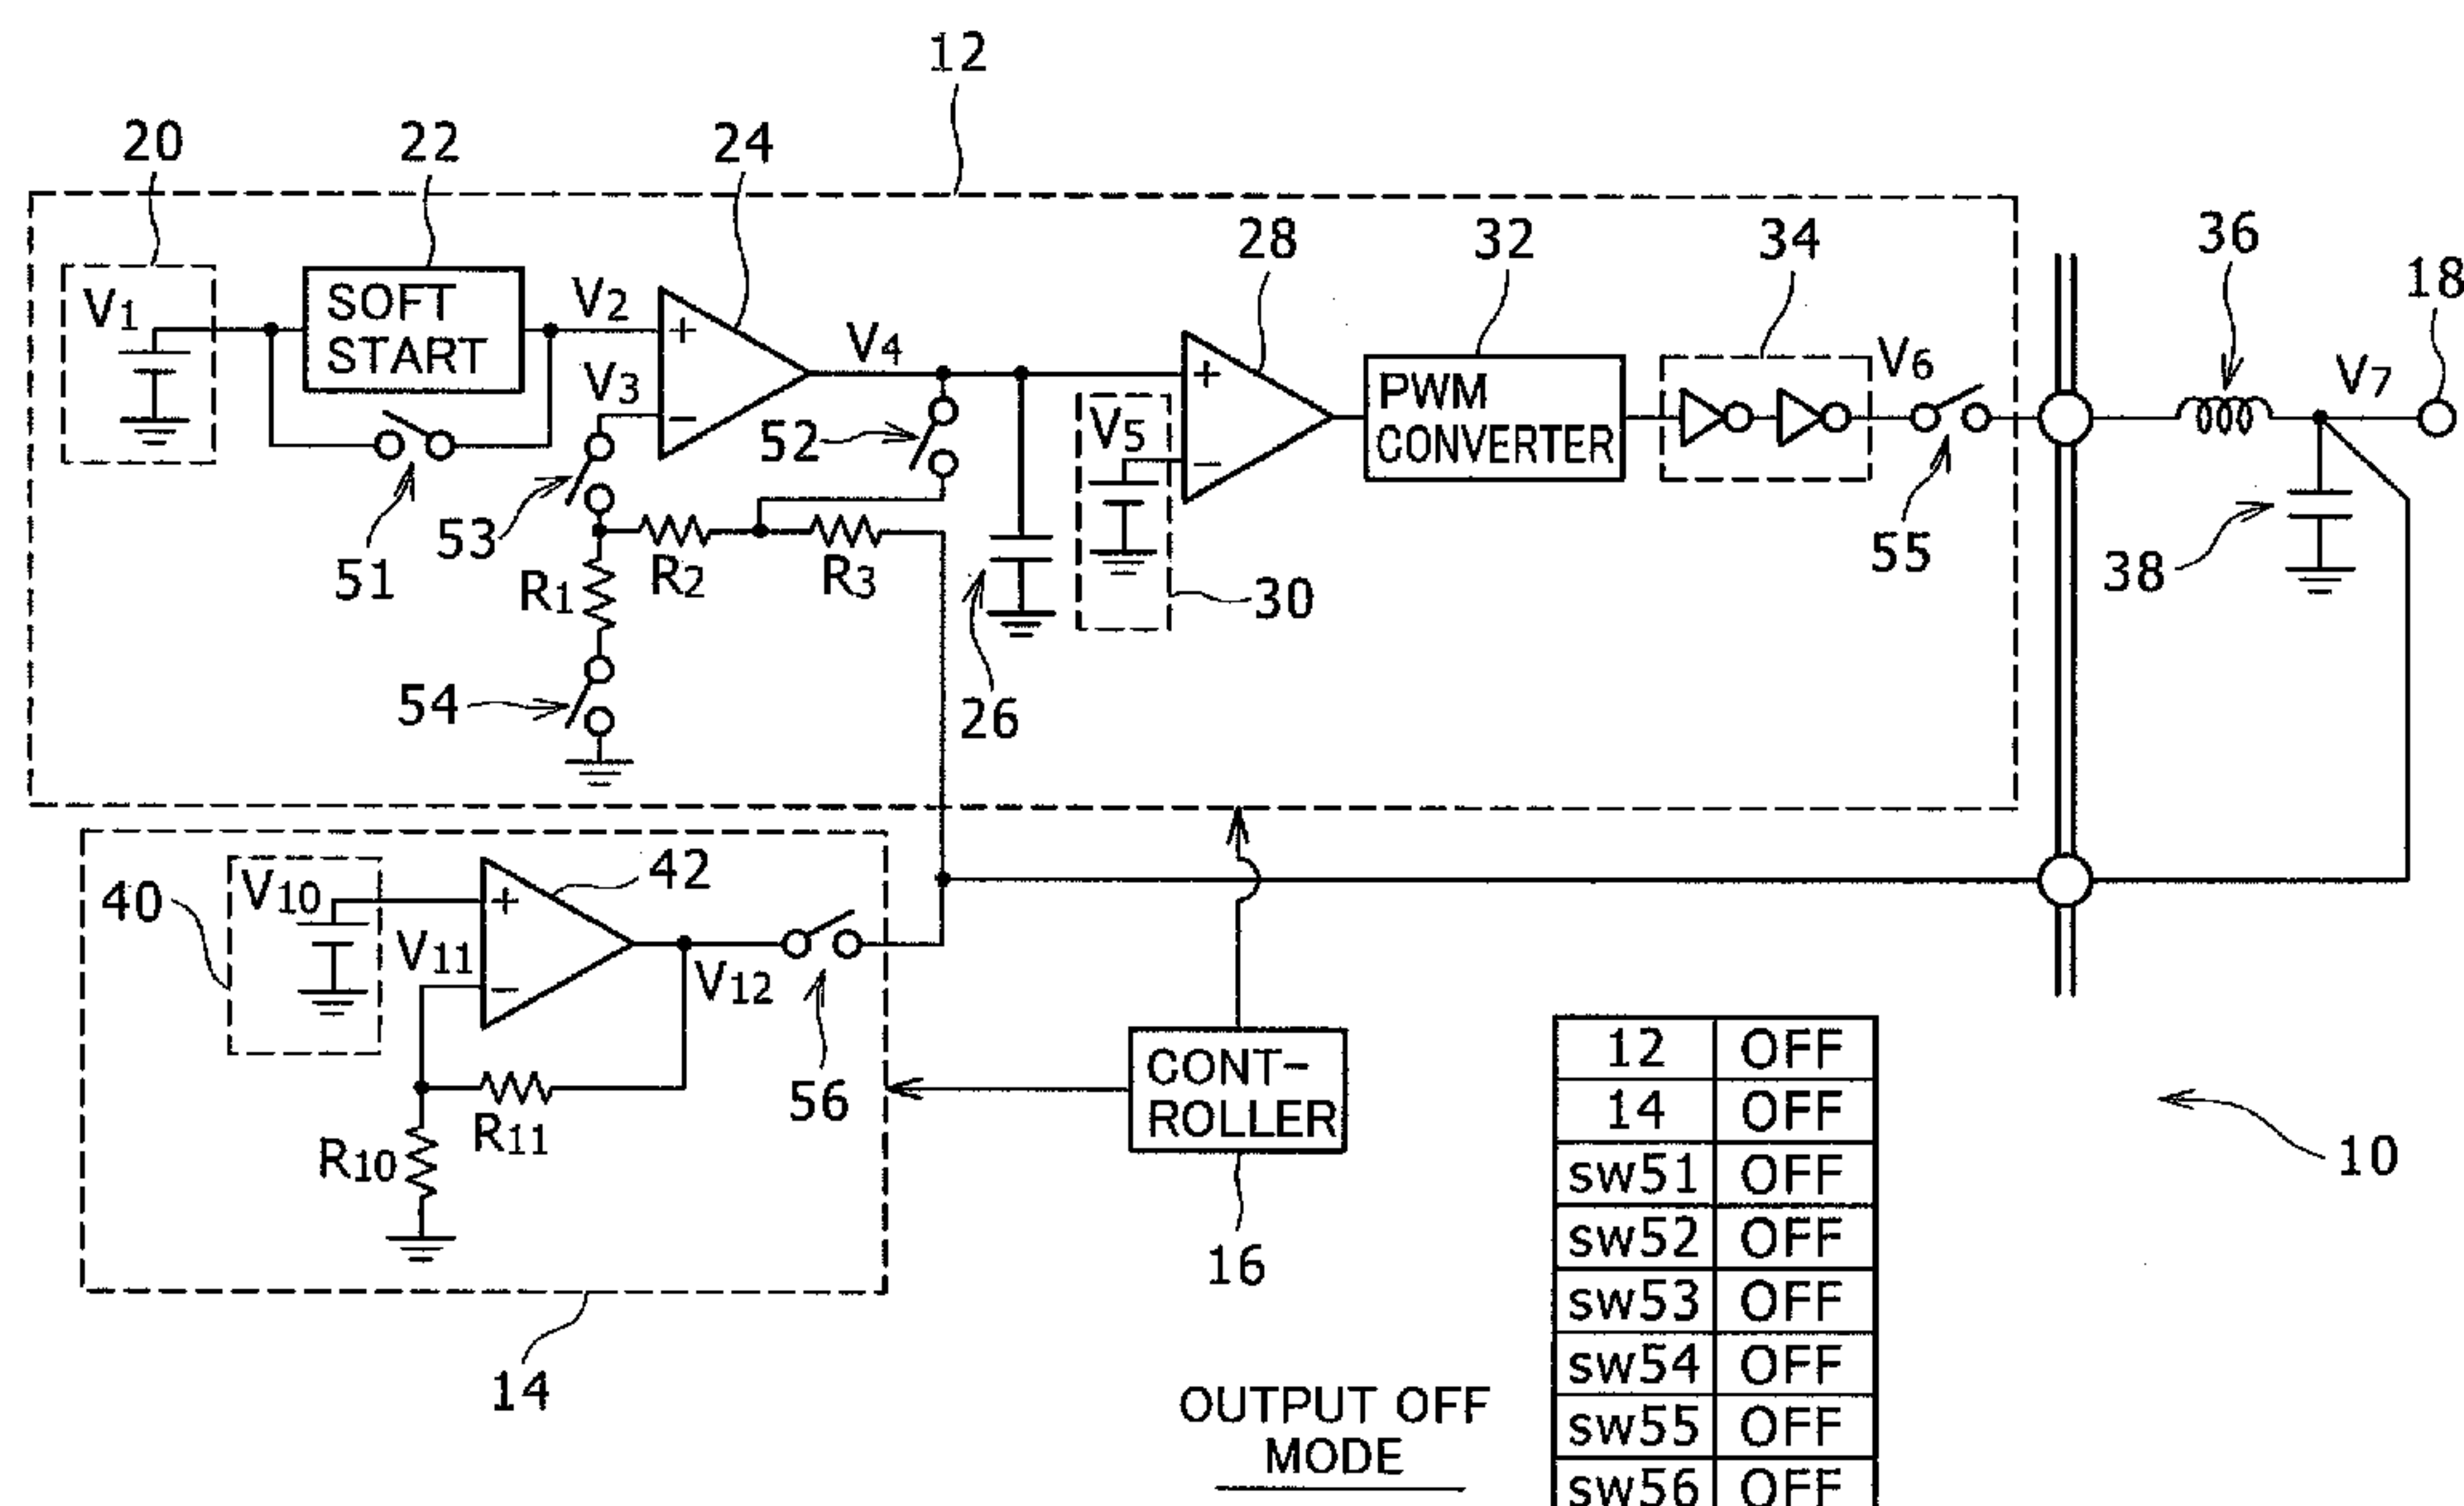 12
20
22
24
28
32
34
36
18
V1
SOFT
START
V2
V3
+
−
V4
52
V5
+
−
PWM
CONVERTER
V6
V7
51
53
R1
R2
R3
26
30
55
38
54
40
V10
V11
+
−
42
V12
56
R11
R10
14
CONT-
ROLLER
16
10
OUTPUT OFF
MODE
12 OFF
14 OFF
sw51 OFF
sw52 OFF
sw53 OFF
sw54 OFF
sw55 OFF
sw56 OFF